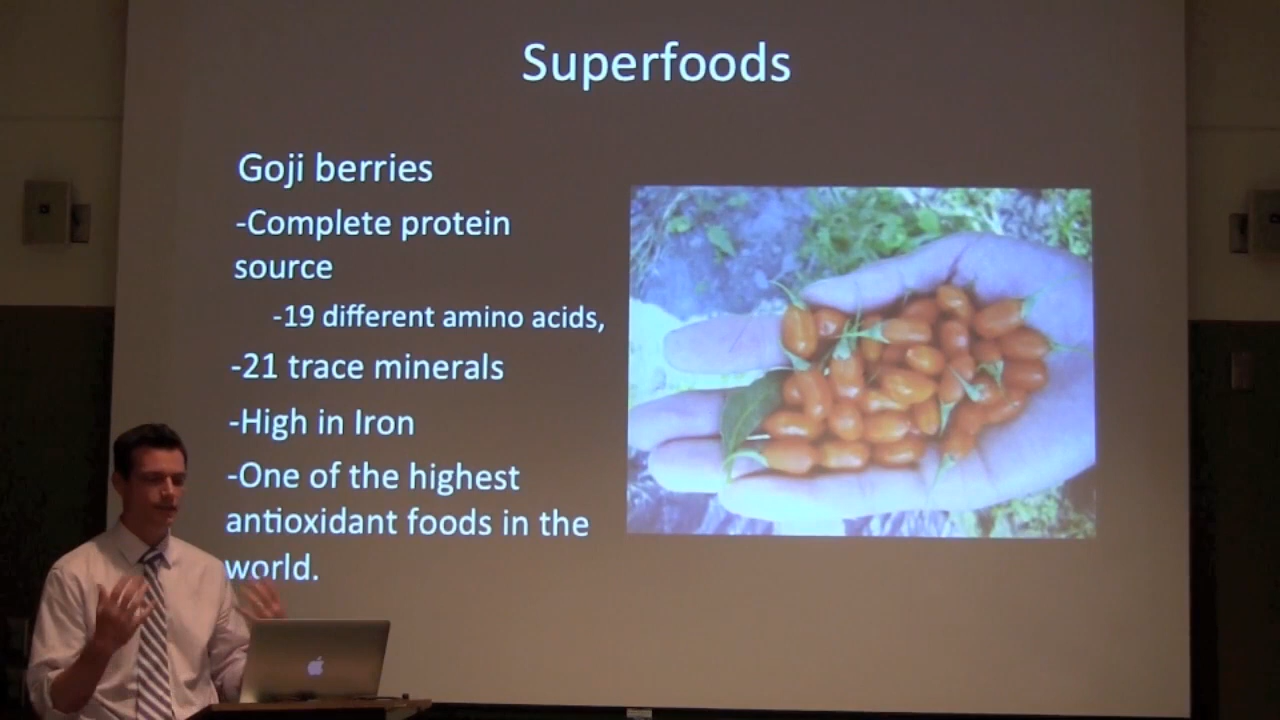 Superfoods
Goji berries
-Complete protein
source
-19 different amino acids,
-21 trace minerals
-High in Iron
-One of the highest
antioxidant foods in the
world.